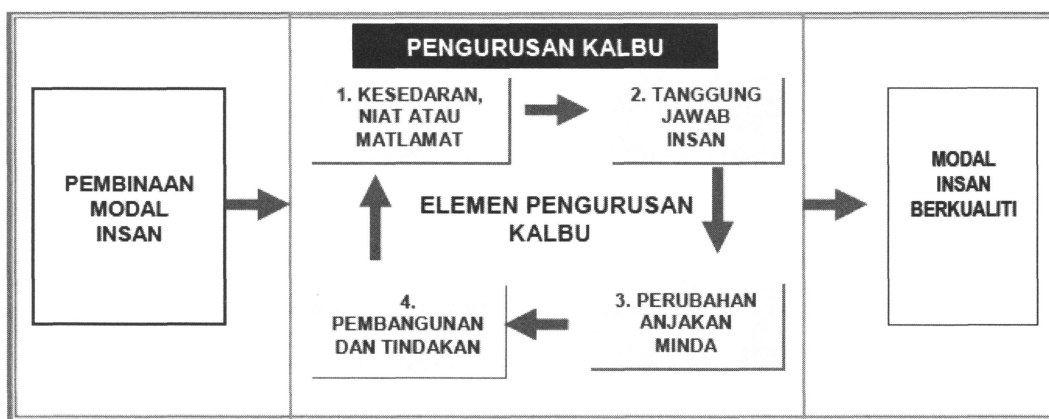 PENGURUSAN KALBU
PEMBINAAN
MODAL
INSAN
1. KESEDARAN,
NIAT ATAU
MATLAMAT
2. TANGGUNG
JAWAB
INSAN
ELEMEN PENGURUSAN
KALBU
3. PERUBAHAN
ANJAKAN
MINDA
4.
PEMBANGUNAN
DAN TINDAKAN
MODAL
INSAN
BERKUALITI